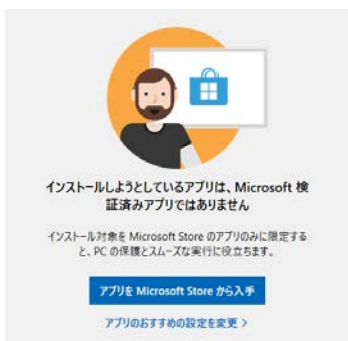 インストールしようとしているアプリは、Microsoft 検
証済みアプリではありません
インストール対象を Microsoft Store のアプリのみに限定する
と、PC の保護とスムーズな実行に役立ちます。
アプリを Microsoft Store から入手
アプリのおすすめの設定を変更 >